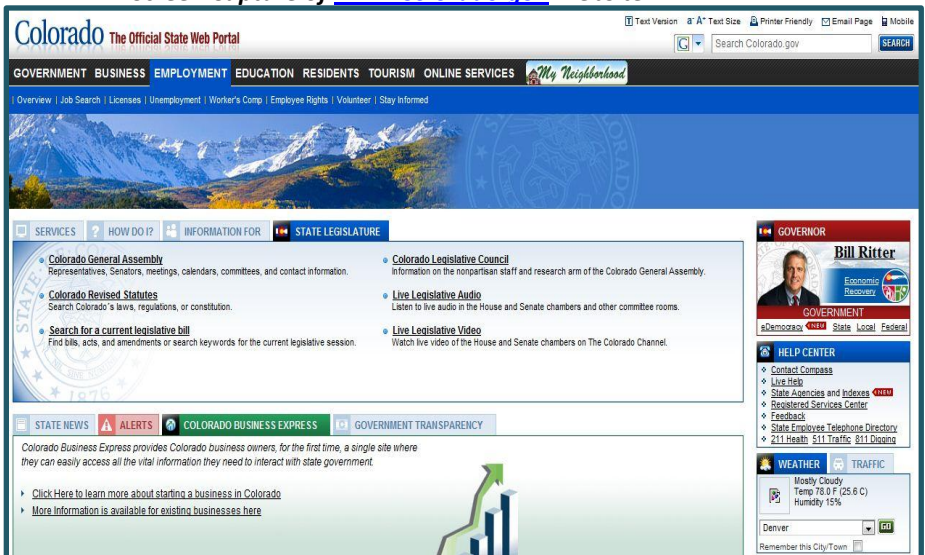 Text Version a- A+ Text Size Printer Friendly Email Page Mobile
Colorado The Official State Web Portal
G Search Colorado.gov SEARCH
GOVERNMENT BUSINESS EMPLOYMENT EDUCATION RESIDENTS TOURISM ONLINE SERVICES My Neighborhood
| Overview | Job Search | Licenses | Unemployment | Worker's Comp | Employee Rights | Volunteer | Stay Informed
SERVICES ? HOW DO I? INFORMATION FOR STATE LEGISLATURE
Colorado General Assembly
Representatives, Senators, meetings, calendars, committees, and contact information.
Colorado Revised Statutes
Search Colorado's laws, regulations, or constitution.
Search for a current legislative bill
Find bills, acts, and amendments or search keywords for the current legislative session.
Colorado Legislative Council
Information on the nonpartisan staff and research arm of the Colorado General Assembly.
Live Legislative Audio
Listen to live audio in the House and Senate chambers and other committee rooms.
Live Legislative Video
Watch live video of the House and Senate chambers on The Colorado Channel.
1876
GOVERNOR
Bill Ritter
Economic
Recovery
GOVERNMENT
eDemocracy NEW State Local Federal
HELP CENTER
Contact Compass
Live Help
State Agencies and Indexes NEW
Registered Services Center
Feedback
State Employee Telephone Directory
211 Health 511 Traffic 811 Digging
STATE NEWS ALERTS COLORADO BUSINESS EXPRESS GOVERNMENT TRANSPARENCY
Colorado Business Express provides Colorado business owners, for the first time, a single site where
they can easily access all the vital information they need to interact with state government.
Click Here to learn more about starting a business in Colorado
More Information is available for existing businesses here
WEATHER TRAFFIC
Mostly Cloudy
Temp 78.0 F (25.6 C)
Humidity 15%
Denver GO
Remember this City/Town